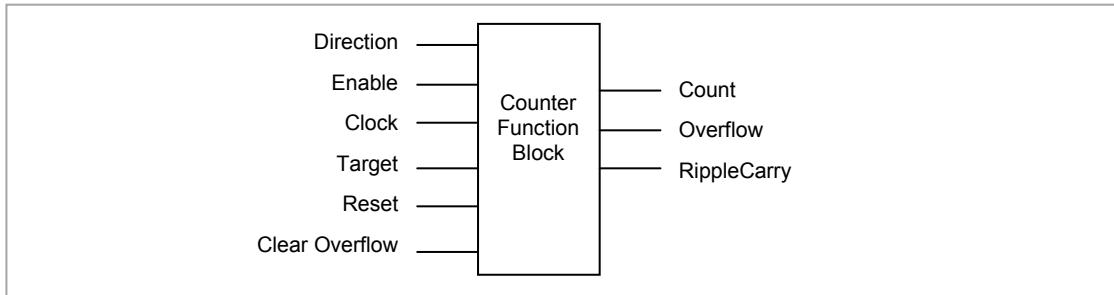 Direction
Enable
Clock
Target
Reset
Clear Overflow
Counter
Function
Block
Count
Overflow
RippleCarry